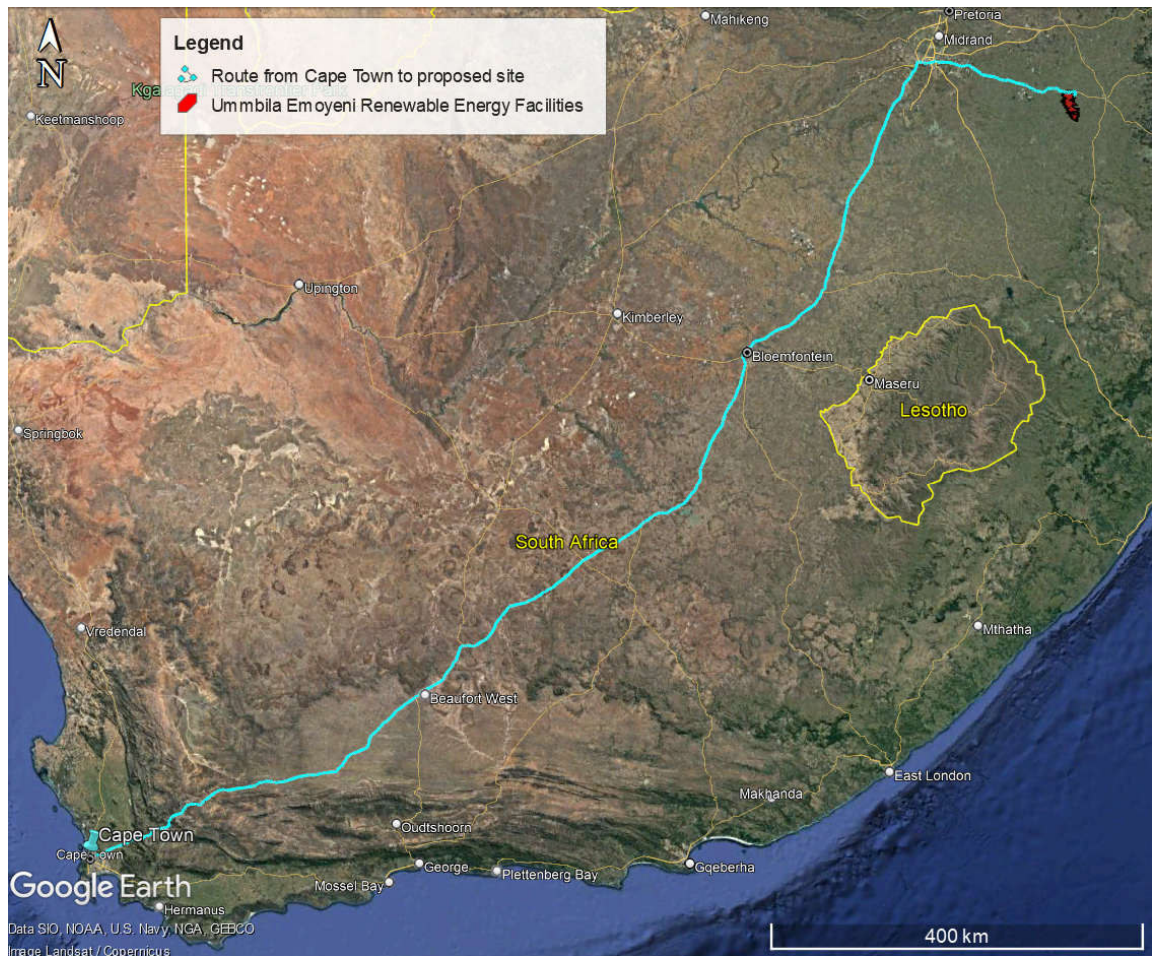 Legend
Route from Cape Town to proposed site
Ummbila Emoyeni Renewable Energy Facilities
N
Mahikeng
Pretoria
Midrand
Keetmanshoop
Upington
Kimberley
Bloemfontein
Maseru
Lesotho
Springbok
South Africa
Vredendal
Mthatha
Beaufort West
East London
Makhanda
Oudtshoorn
Cape Town
Cape Town
George
Gqeberha
Plettenberg Bay
Mossel Bay
Google Earth
Hermanus
Data SIO, NOAA, U.S. Navy, NGA, GEBCO
Image Landsat / Copernicus
400 km